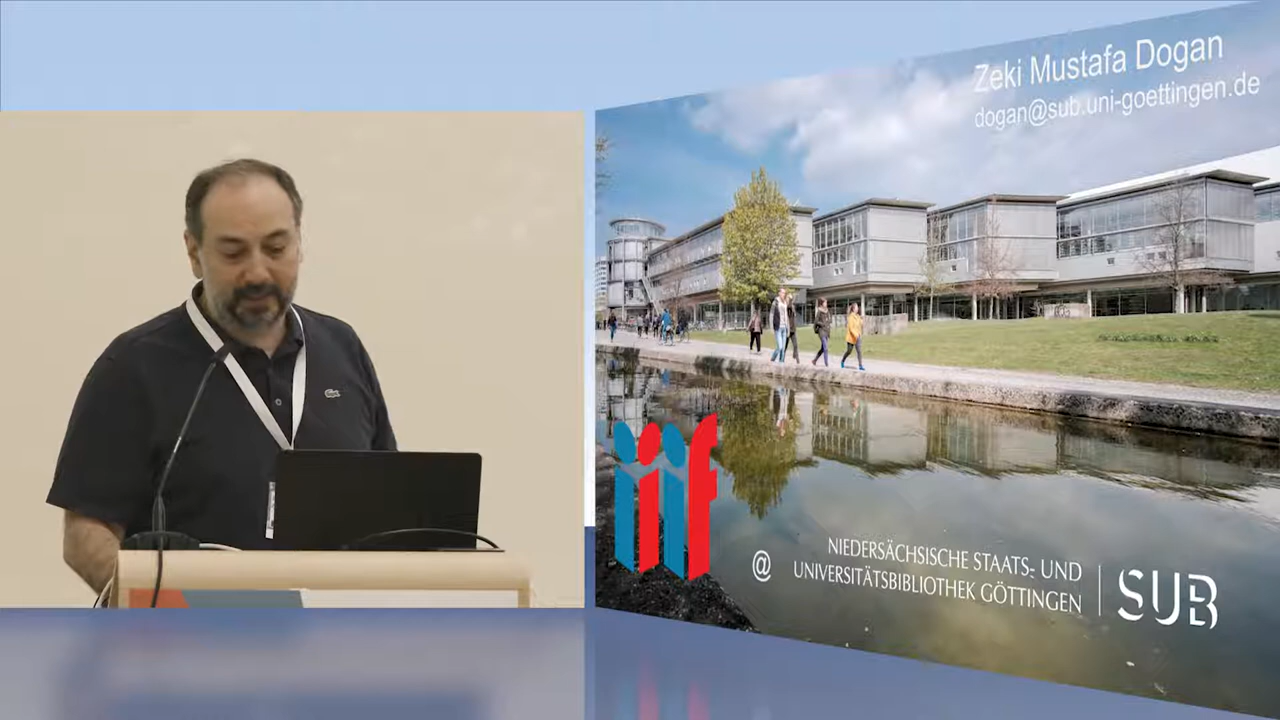 Zeki Mustafa Dogan
dogan@sub.uni-goettingen.de
iiif
@
NIEDERSÄCHSISCHE STAATS- UND
UNIVERSITÄTSBIBLIOTHEK GÖTTINGEN
SUB